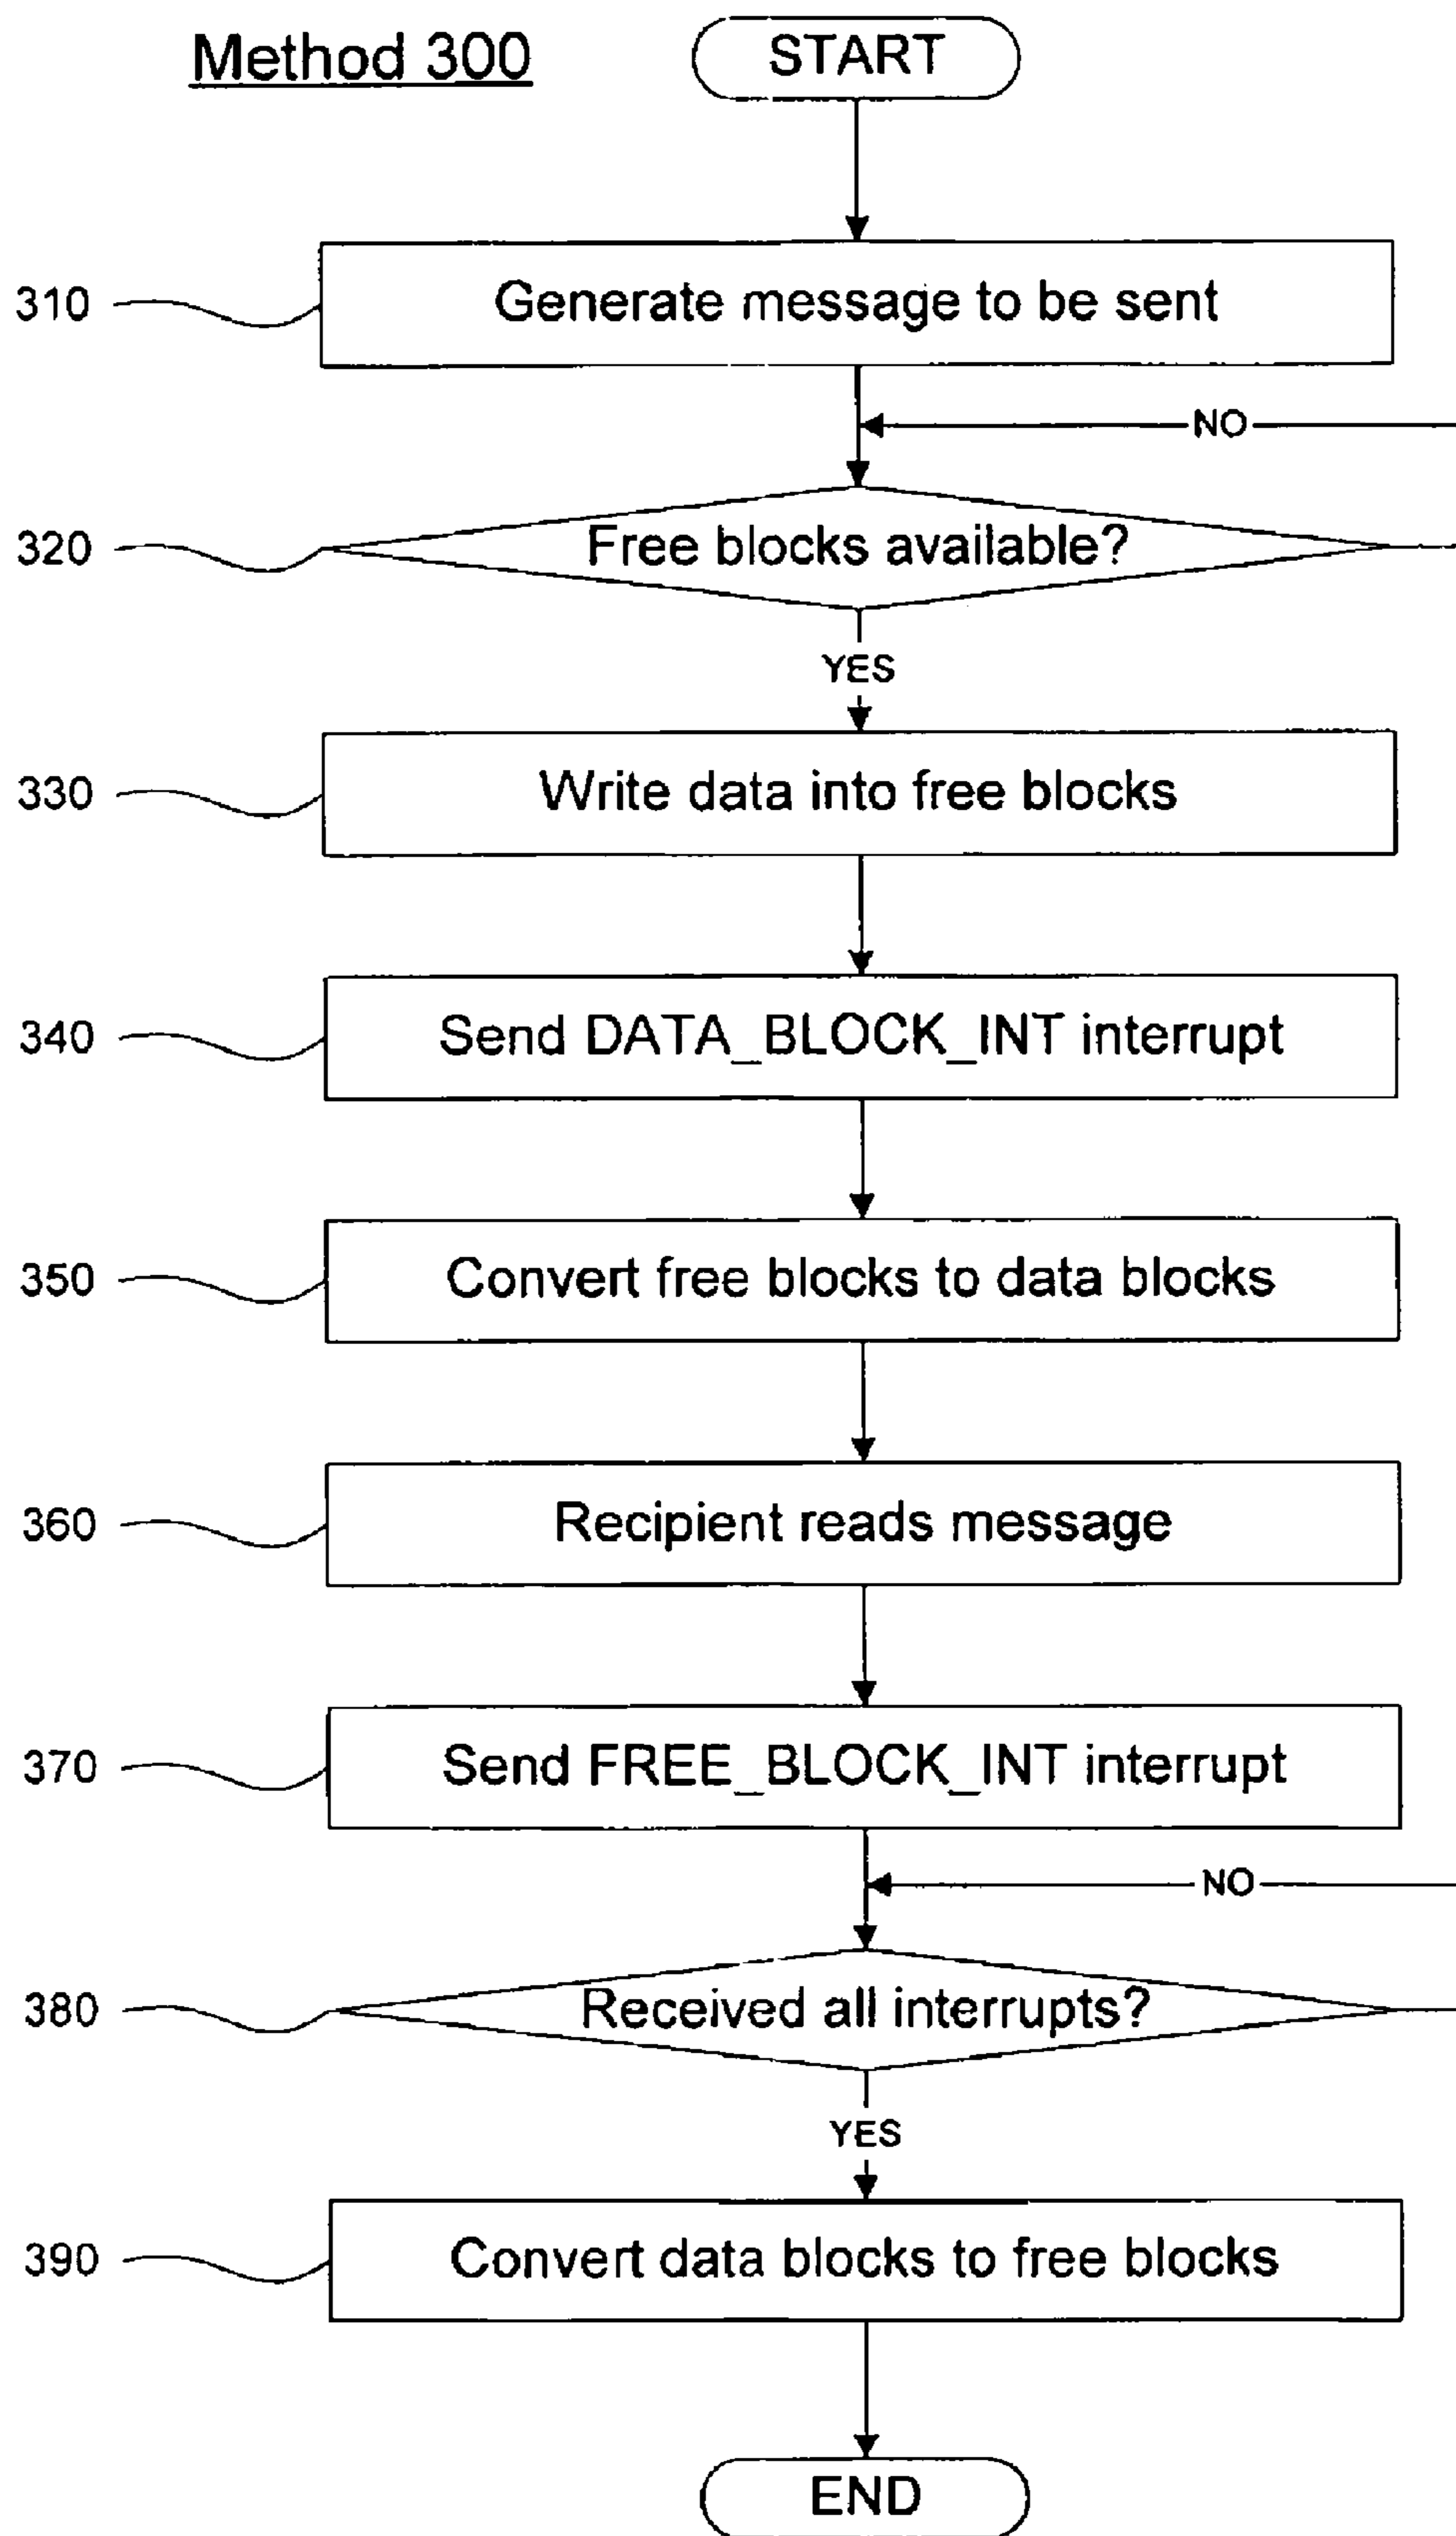 Method 300
START
310
Generate message to be sent
NO
320
Free blocks available?
YES
330
Write data into free blocks
340
Send DATA_BLOCK_INT interrupt
350
Convert free blocks to data blocks
360
Recipient reads message
370
Send FREE_BLOCK_INT interrupt
NO
380
Received all interrupts?
YES
390
Convert data blocks to free blocks
END